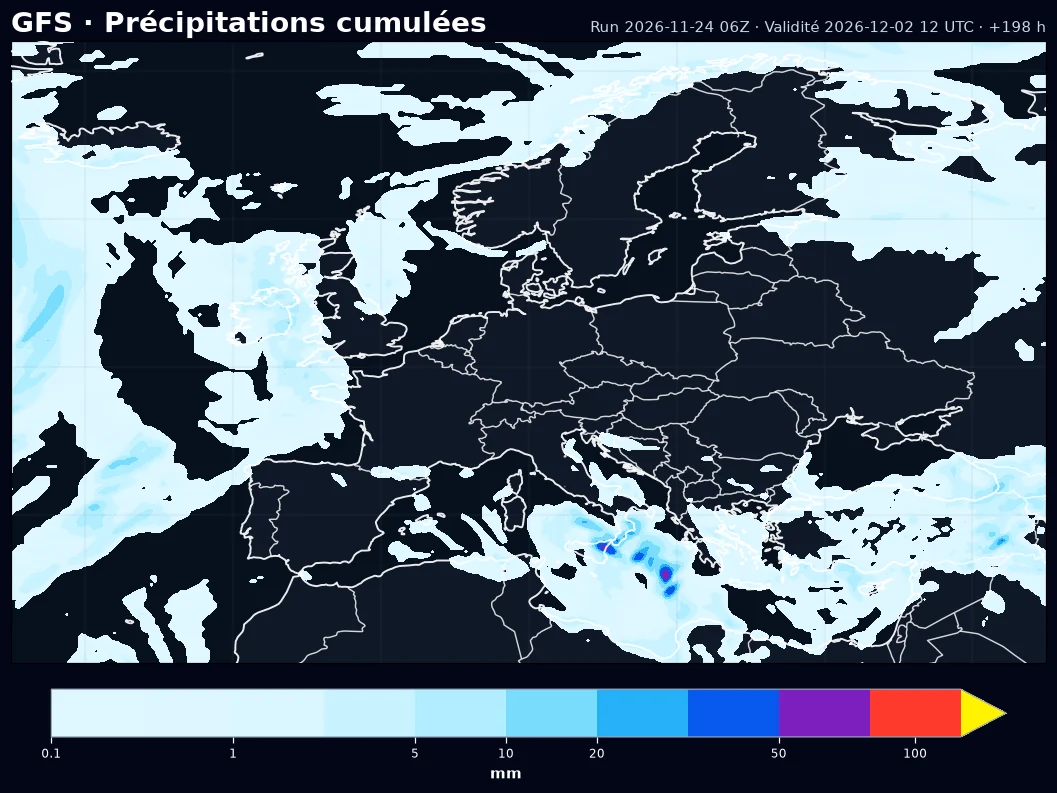 GFS · Précipitations cumulées
Run 2026-11-24 06Z · Validité 2026-12-02 12 UTC · +198 h
0.1 1 5 10 20 50 100
mm